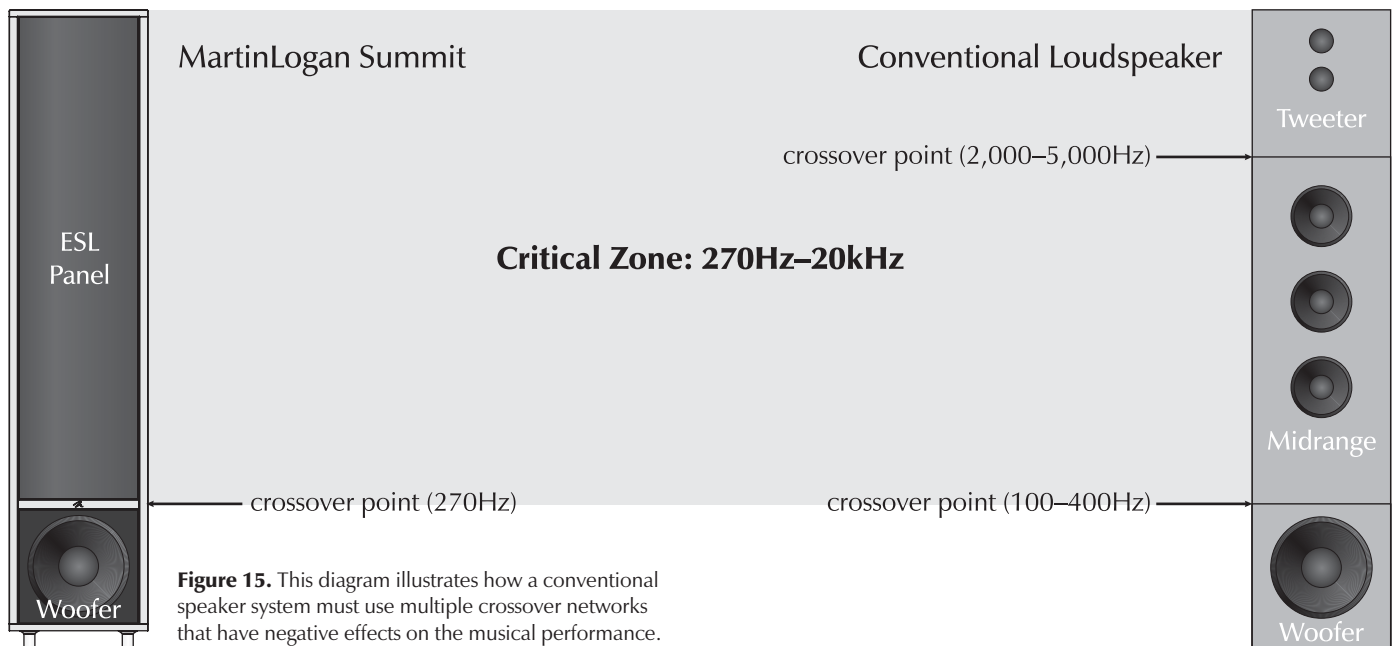 MartinLogan Summit
Conventional Loudspeaker
Tweeter
crossover point (2,000–5,000Hz)
ESL
Panel
Critical Zone: 270Hz–20kHz
Midrange
crossover point (270Hz)
crossover point (100–400Hz)
Woofer
Figure 15. This diagram illustrates how a conventional
speaker system must use multiple crossover networks
that have negative effects on the musical performance.
Woofer